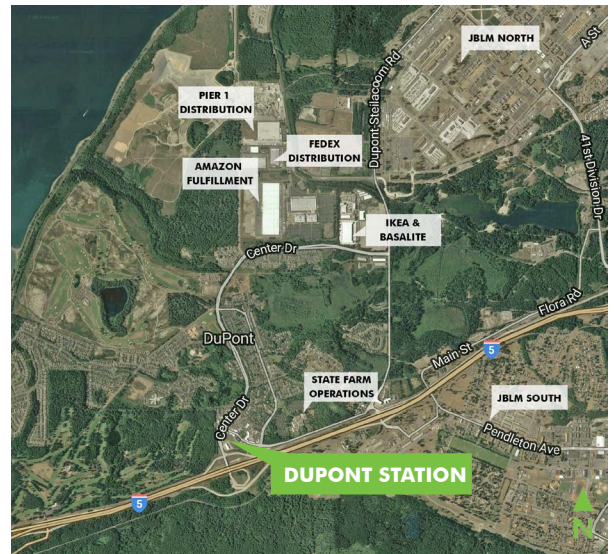 JBLM NORTH
A St
PIER 1
DISTRIBUTION
Dupont Steilacoom Rd
FEDEX
DISTRIBUTION
41st Division Dr
AMAZON
FULFILLMENT
IKEA &
BASALITE
Center Dr
Flora Rd
DuPont
Main St
5
STATE FARM
OPERATIONS
JBLM SOUTH
Center Dr
Pendleton Ave
DUPONT STATION
5
N